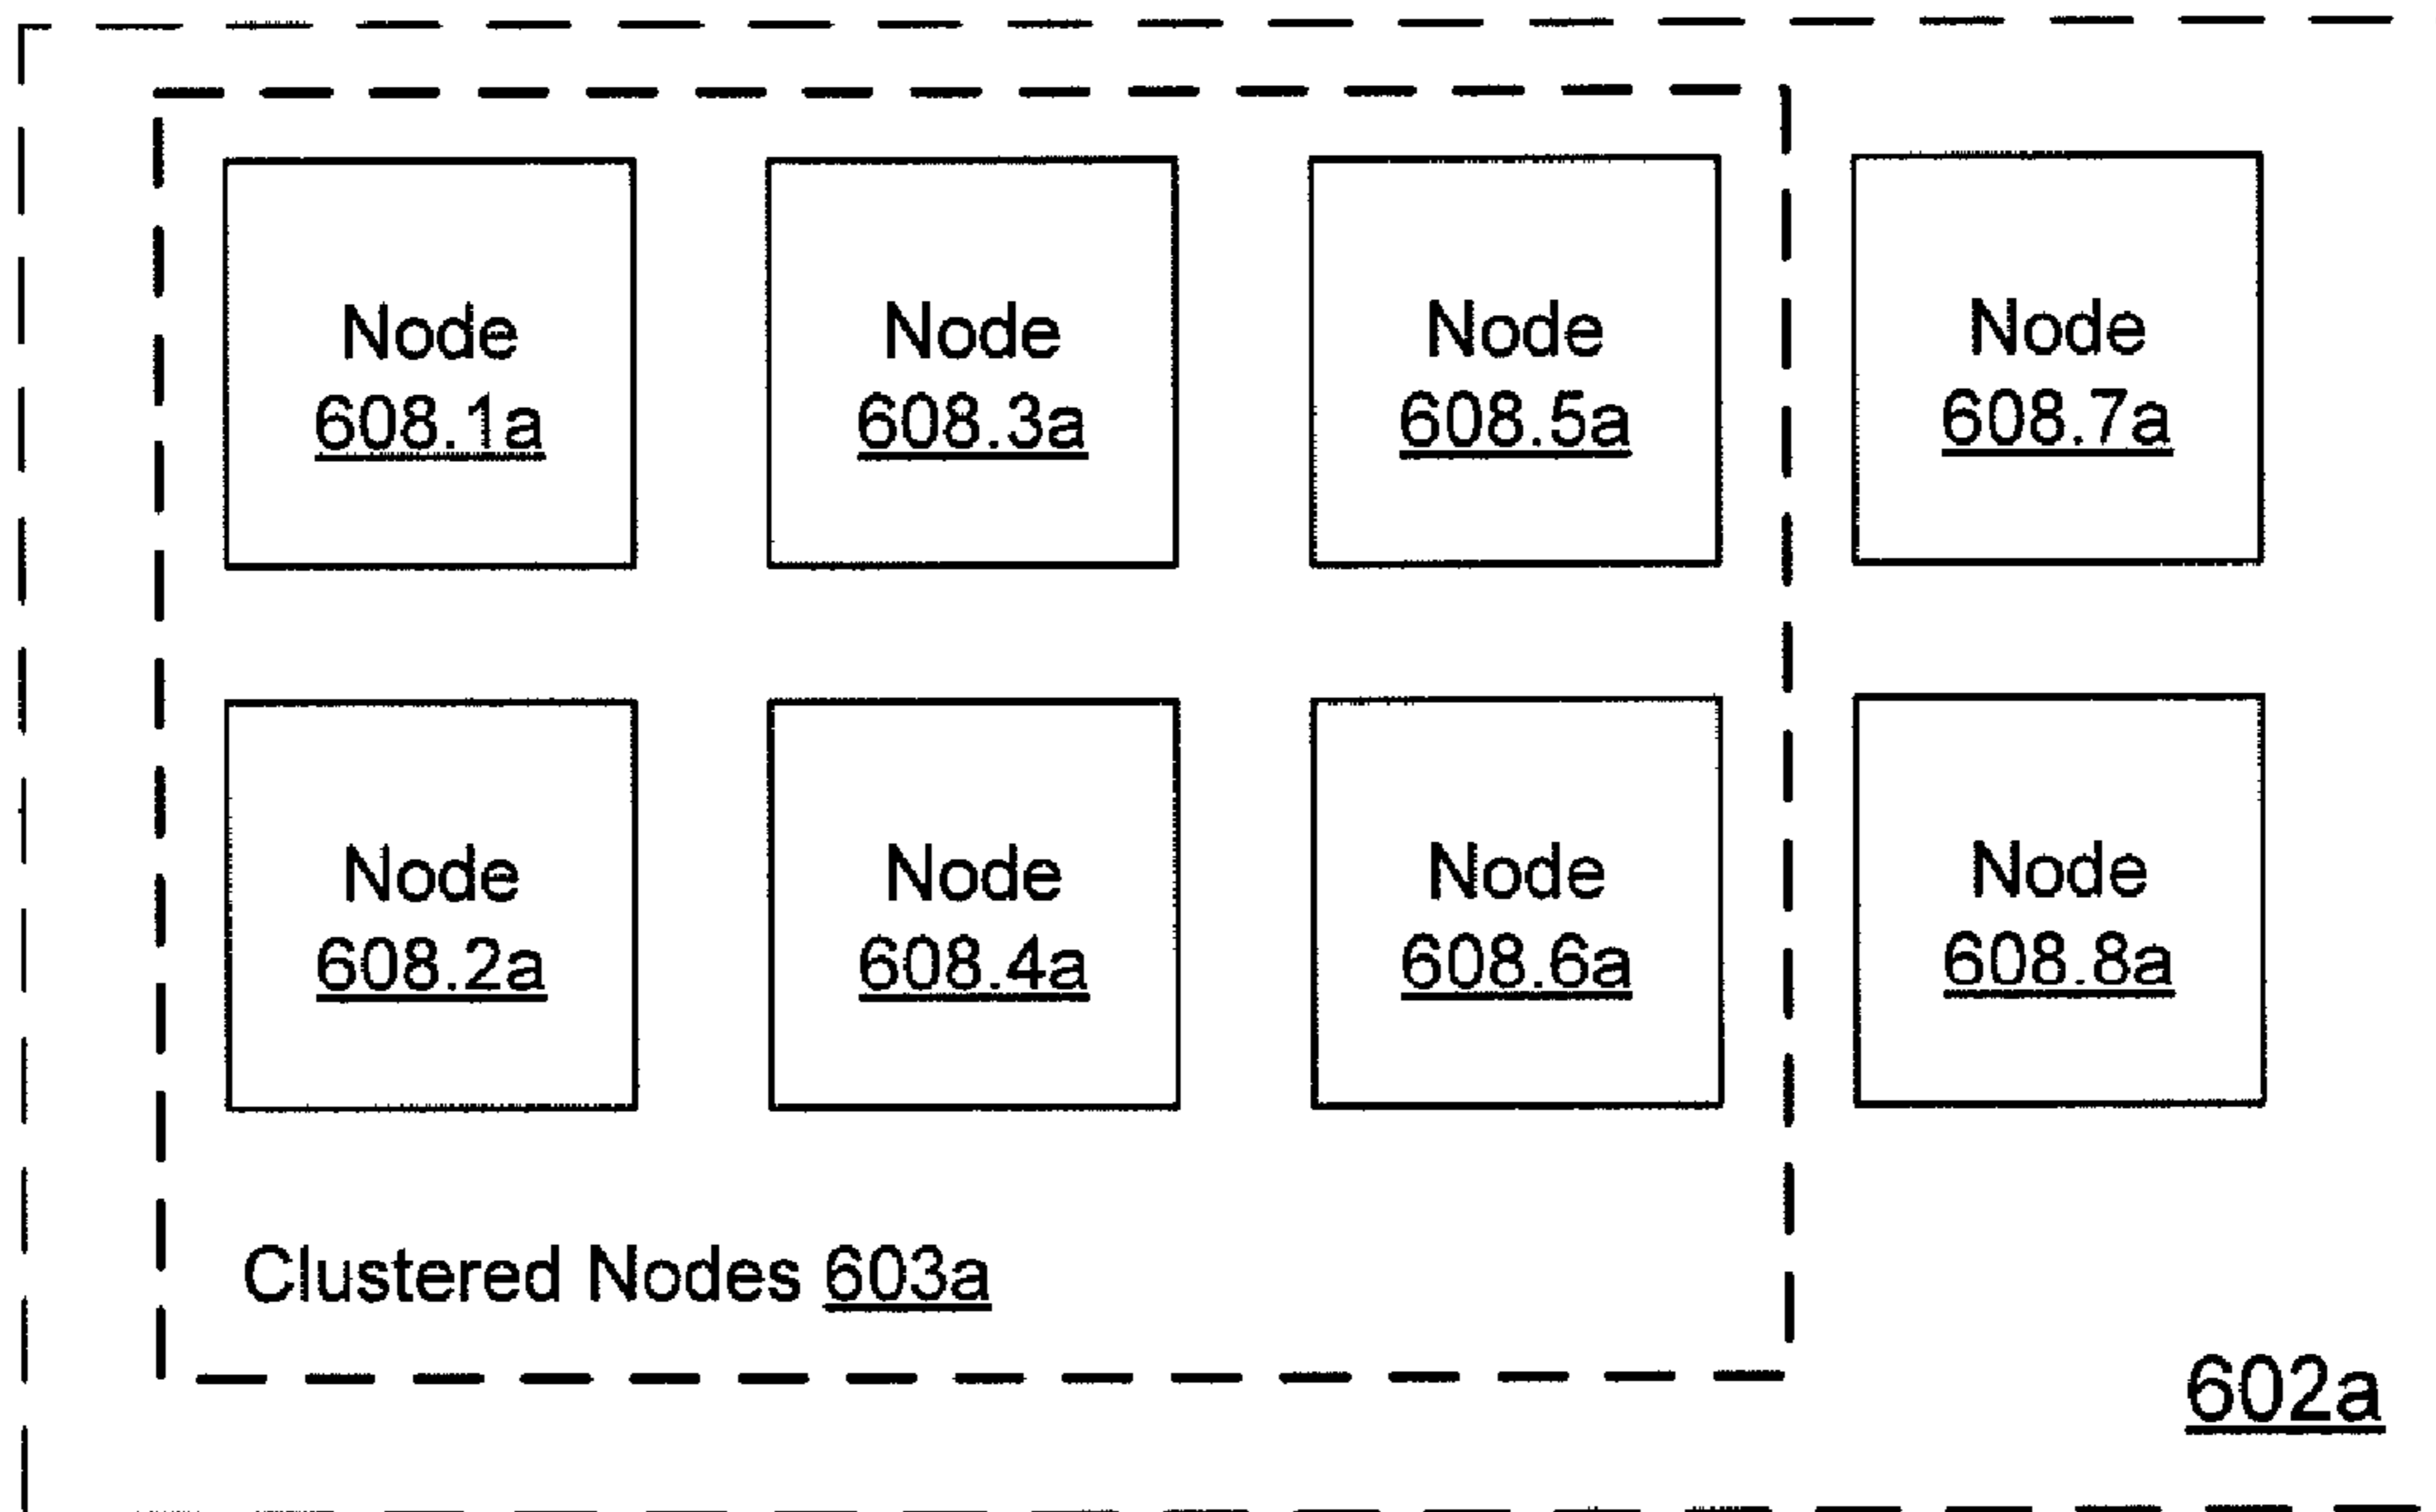 Node
608.1a
Node
608.3a
Node
608.5a
Node
608.7a
Node
608.2a
Node
608.4a
Node
608.6a
Node
608.8a
Clustered Nodes 603a
602a